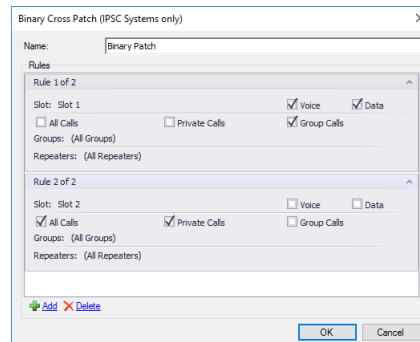 Binary Cross Patch (IPSC Systems only)
Name: Binary Patch
Rules
Rule 1 of 2
Slot: Slot 1 Voice Data
All Calls Private Calls Group Calls
Groups: (All Groups)
Repeaters: (All Repeaters)
Rule 2 of 2
Slot: Slot 2 Voice Data
All Calls Private Calls Group Calls
Groups: (All Groups)
Repeaters: (All Repeaters)
Add Delete
OK Cancel